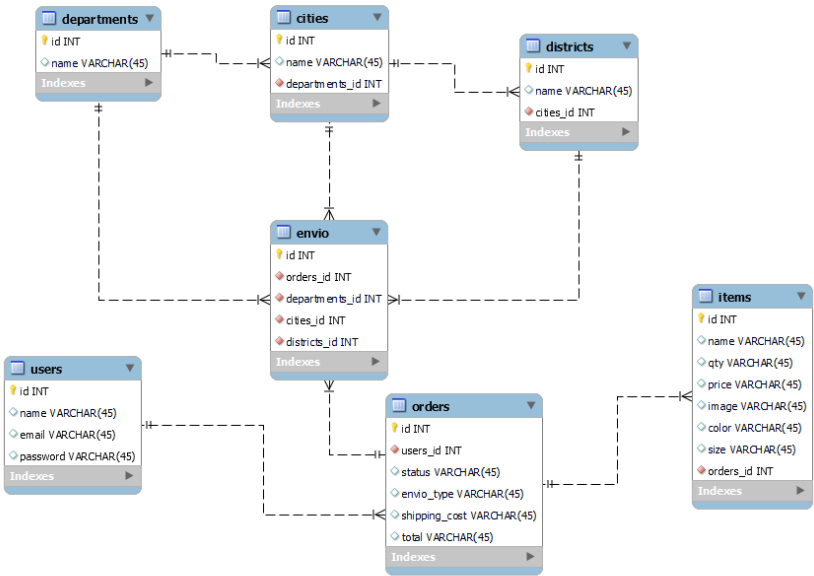 departments
id INT
name VARCHAR(45)
Indexes
cities
id INT
name VARCHAR(45)
departments_id INT
Indexes
districts
id INT
name VARCHAR(45)
cities_id INT
Indexes
envio
id INT
orders_id INT
departments_id INT
cities_id INT
districts_id INT
Indexes
items
id INT
name VARCHAR(45)
qty VARCHAR(45)
price VARCHAR(45)
image VARCHAR(45)
color VARCHAR(45)
size VARCHAR(45)
orders_id INT
Indexes
users
id INT
name VARCHAR(45)
email VARCHAR(45)
password VARCHAR(45)
Indexes
orders
id INT
users_id INT
status VARCHAR(45)
envio_type VARCHAR(45)
shipping_cost VARCHAR(45)
total VARCHAR(45)
Indexes